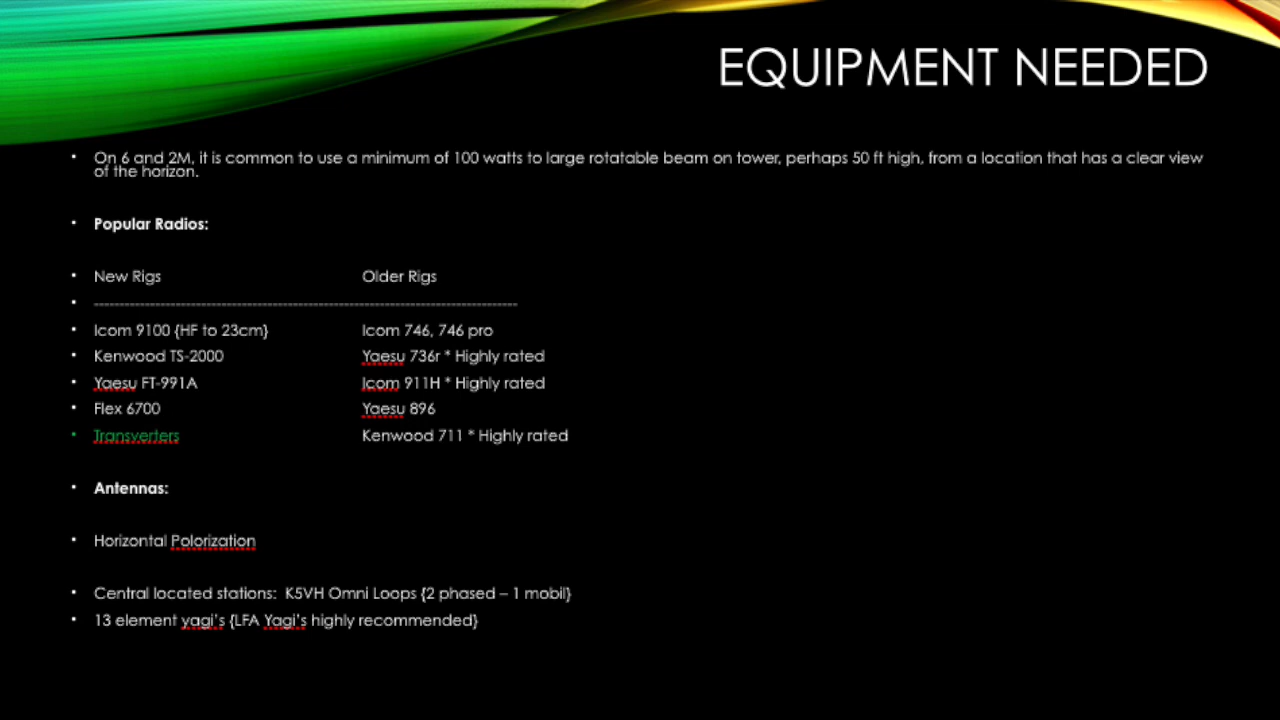 EQUIPMENT NEEDED
• On 6 and 2M, it is common to use a minimum of 100 watts to large rotatable beam on tower, perhaps 50 ft high, from a location that has a clear view
of the horizon.
• Popular Radios:
• New Rigs Older Rigs
• --------------------------------------------------------------------------------
• Icom 9100 {HF to 23cm} Icom 746, 746 pro
• Kenwood TS-2000 Yaesu 736r * Highly rated
• Yaesu FT-991A Icom 911H * Highly rated
• Flex 6700 Yaesu 896
• Transverters Kenwood 711 * Highly rated
• Antennas:
• Horizontal Polorization
• Central located stations: K5VH Omni Loops {2 phased – 1 mobil}
• 13 element yagi's {LFA Yagi's highly recommended}